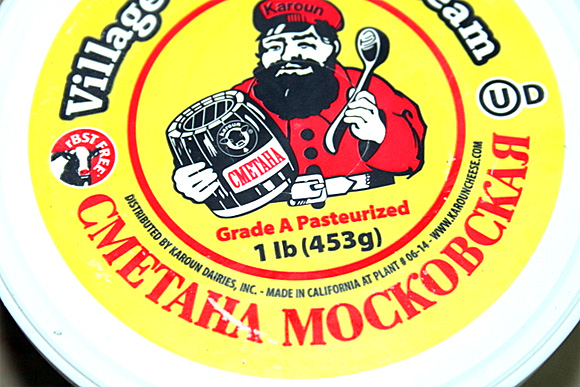 Village
eam
Karoun
U D
rBST FREE
KAROUN
СМЕТАНА
Grade A Pasteurized
1 lb (453g)
DISTRIBUTED BY KAROUN DAIRIES, INC. - MADE IN CALIFORNIA AT PLANT # 06-14 - WWW.KAROUNCHEESE.COM
СМЕТАНА МОСКОВСКАЯ